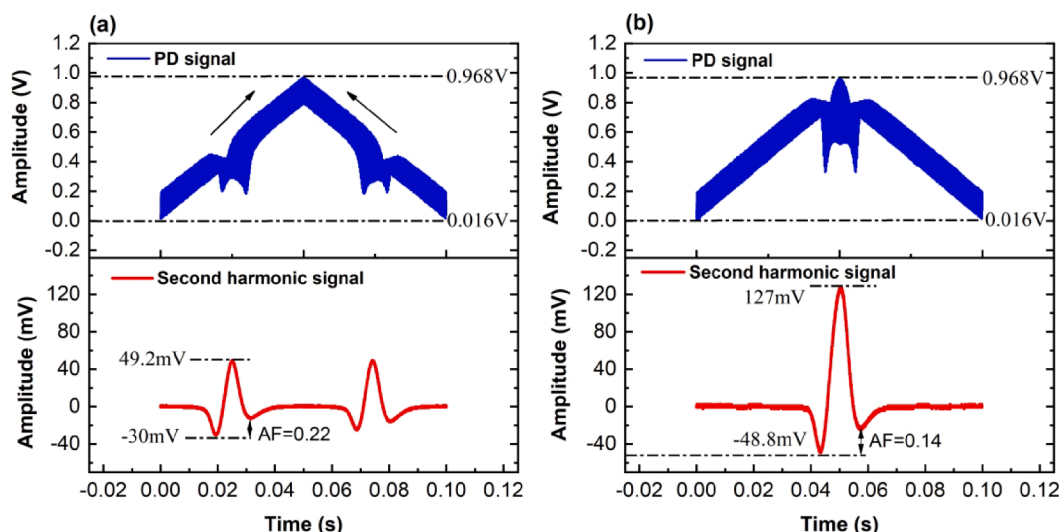 (a)
PD signal
0.968V
0.016V
Amplitude (V)
1.2
1.0
0.8
0.6
0.4
0.2
0.0
-0.2
Second harmonic signal
49.2mV
-30mV
AF=0.22
Amplitude (mV)
120
80
40
0
-40
-0.02 0.00 0.02 0.04 0.06 0.08 0.10 0.12
Time (s)
(b)
PD signal
0.968V
0.016V
Amplitude (V)
1.2
1.0
0.8
0.6
0.4
0.2
0.0
-0.2
Second harmonic signal
127mV
-48.8mV
AF=0.14
Amplitude (mV)
120
80
40
0
-40
-0.02 0.00 0.02 0.04 0.06 0.08 0.10 0.12
Time (s)